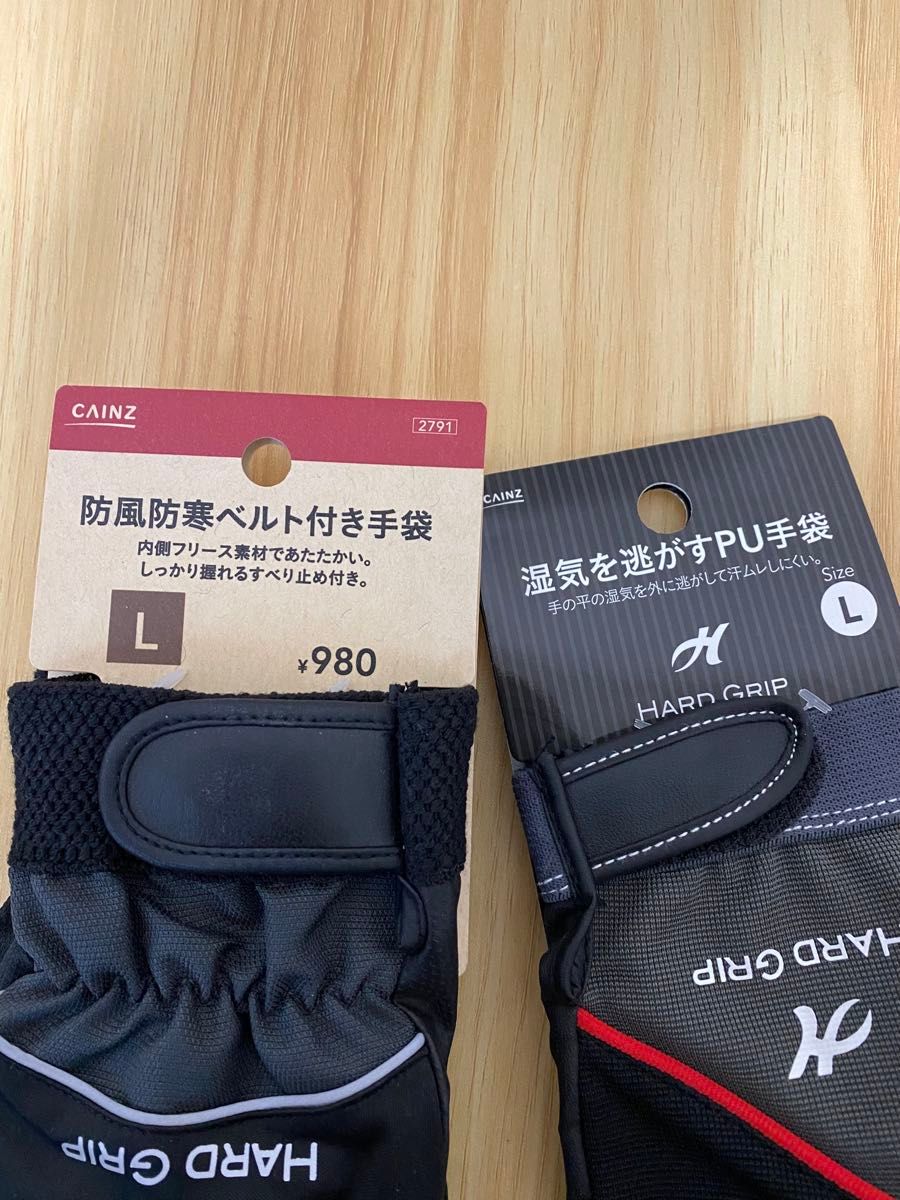 CAINZ
2791
防風防寒ベルト付き手袋
内側フリース素材であたたかい。
しっかり握れるすべり止め付き。
L
¥980
HARD GRIP
CAINZ
湿気を逃がすPU手袋
手の平の湿気を外に逃がして汗ムレしにくい。
Size
L
H
HARD GRIP
HARD GRIP
H